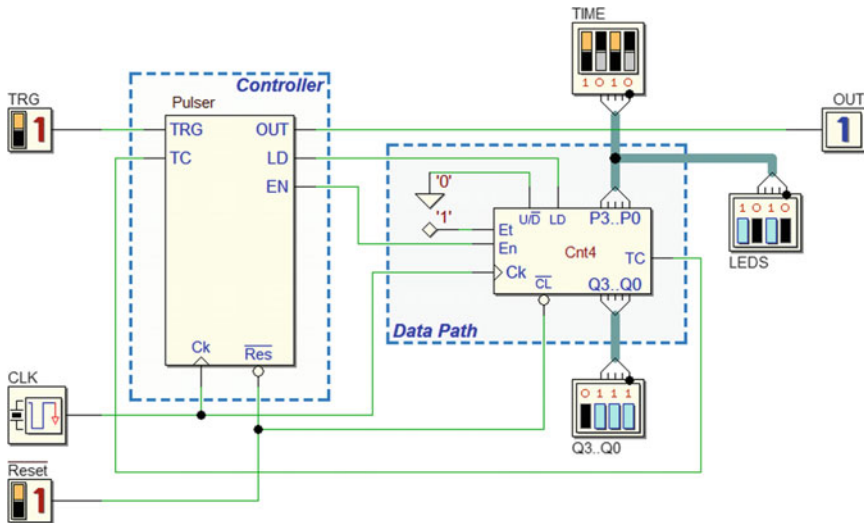 TIME
1 0 1 0
TRG
1
Controller
Pulser
TRG
OUT
TC
LD
EN
Ck
Res
OUT
1
'0'
'1'
U/D LD P3..P0
Et
En
Ck
Cnt4
TC
CL
Q3..Q0
Data Path
1 0 1 0
LEDS
0 1 1 1
Q3..Q0
CLK
Reset
1